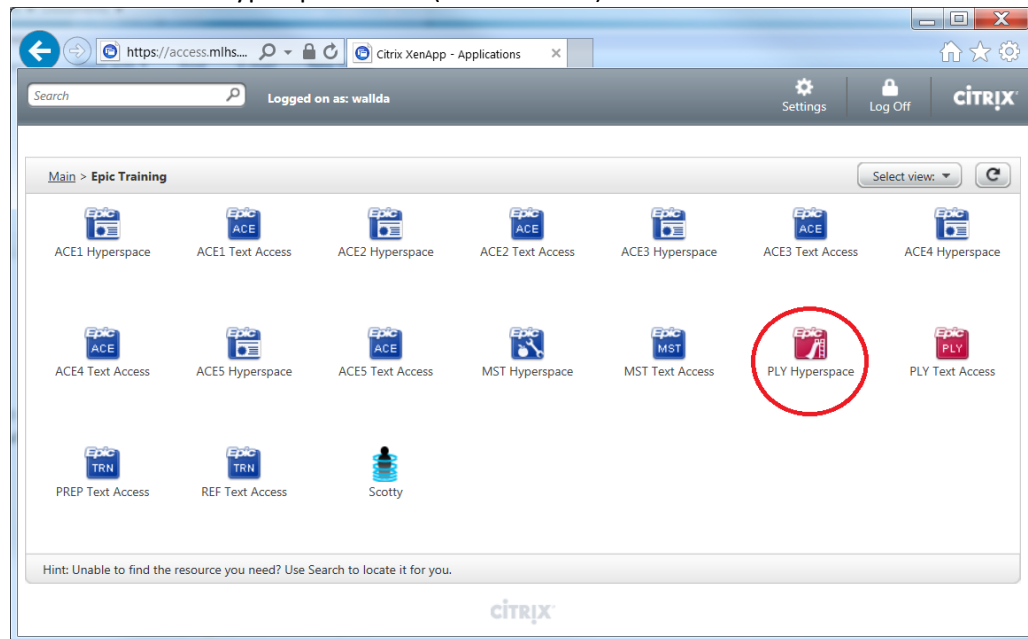 https://access.mlhs....
Citrix XenApp - Applications
Search
Logged on as: wallda
Settings
Log Off
CİTRIX
Main > Epic Training
Select view:
Epic
Epic ACE
Epic
Epic ACE
Epic
Epic ACE
Epic
ACE1 Hyperspace ACE1 Text Access ACE2 Hyperspace ACE2 Text Access ACE3 Hyperspace ACE3 Text Access ACE4 Hyperspace
Epic ACE
Epic
Epic ACE
Epic
Epic MST
Epic
Epic PLY
ACE4 Text Access ACE5 Hyperspace ACE5 Text Access MST Hyperspace MST Text Access PLY Hyperspace PLY Text Access
Epic TRN
Epic TRN
PREP Text Access REF Text Access Scotty
Hint: Unable to find the resource you need? Use Search to locate it for you.
CİTRIX